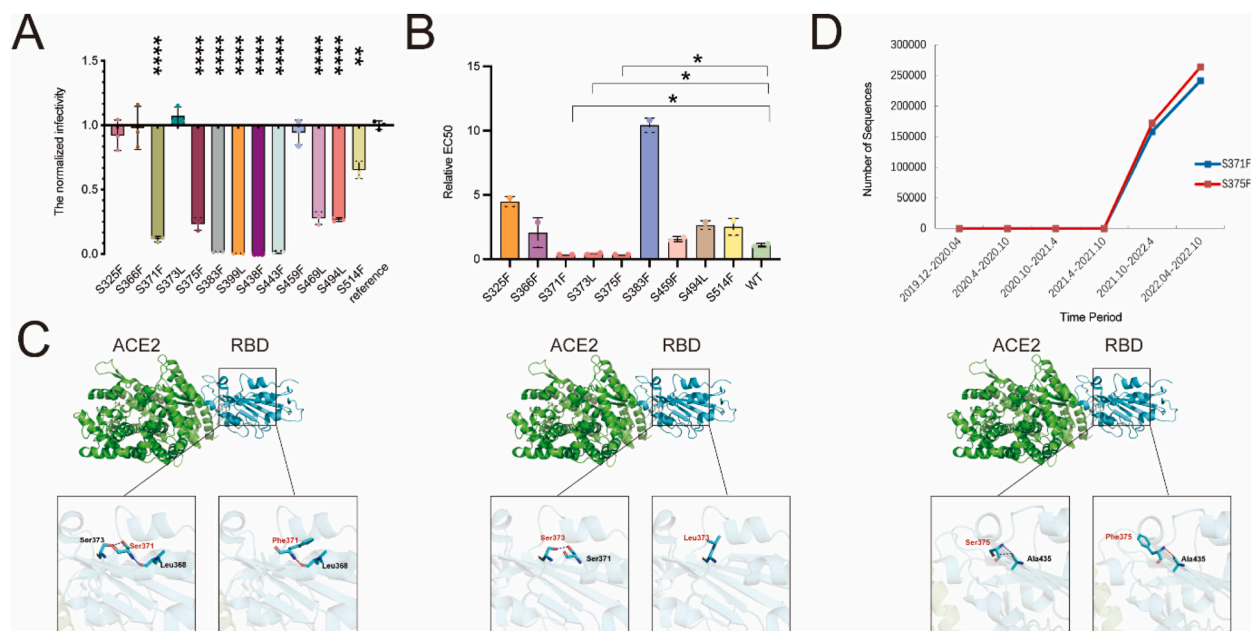 A
The normalized infectivity
1.5
1.0
0.5
0.0
****
****
****
****
****
****
****
****
**
S325F
S366F
S371F
S373L
S375F
S383F
S399L
S438F
S443F
S459F
S469L
S494L
S514F
reference
B
Relative EC50
15
10
5
0
*
*
*
S325F
S366F
S371F
S373L
S375F
S383F
S459F
S494L
S514F
WT
D
Number of Sequences
300000
250000
200000
150000
100000
50000
0
S371F
S375F
2019.12-2020.04
2020.4-2020.10
2020.10-2021.4
2021.4-2021.10
2021.10-2022.4
2022.04-2022.10
Time Period
C
ACE2 RBD
Ser373
Ser371
Leu368
Phe371
Leu368
ACE2 RBD
Ser373
Ser371
Leu373
ACE2 RBD
Ser375
Ala435
Phe375
Ala435